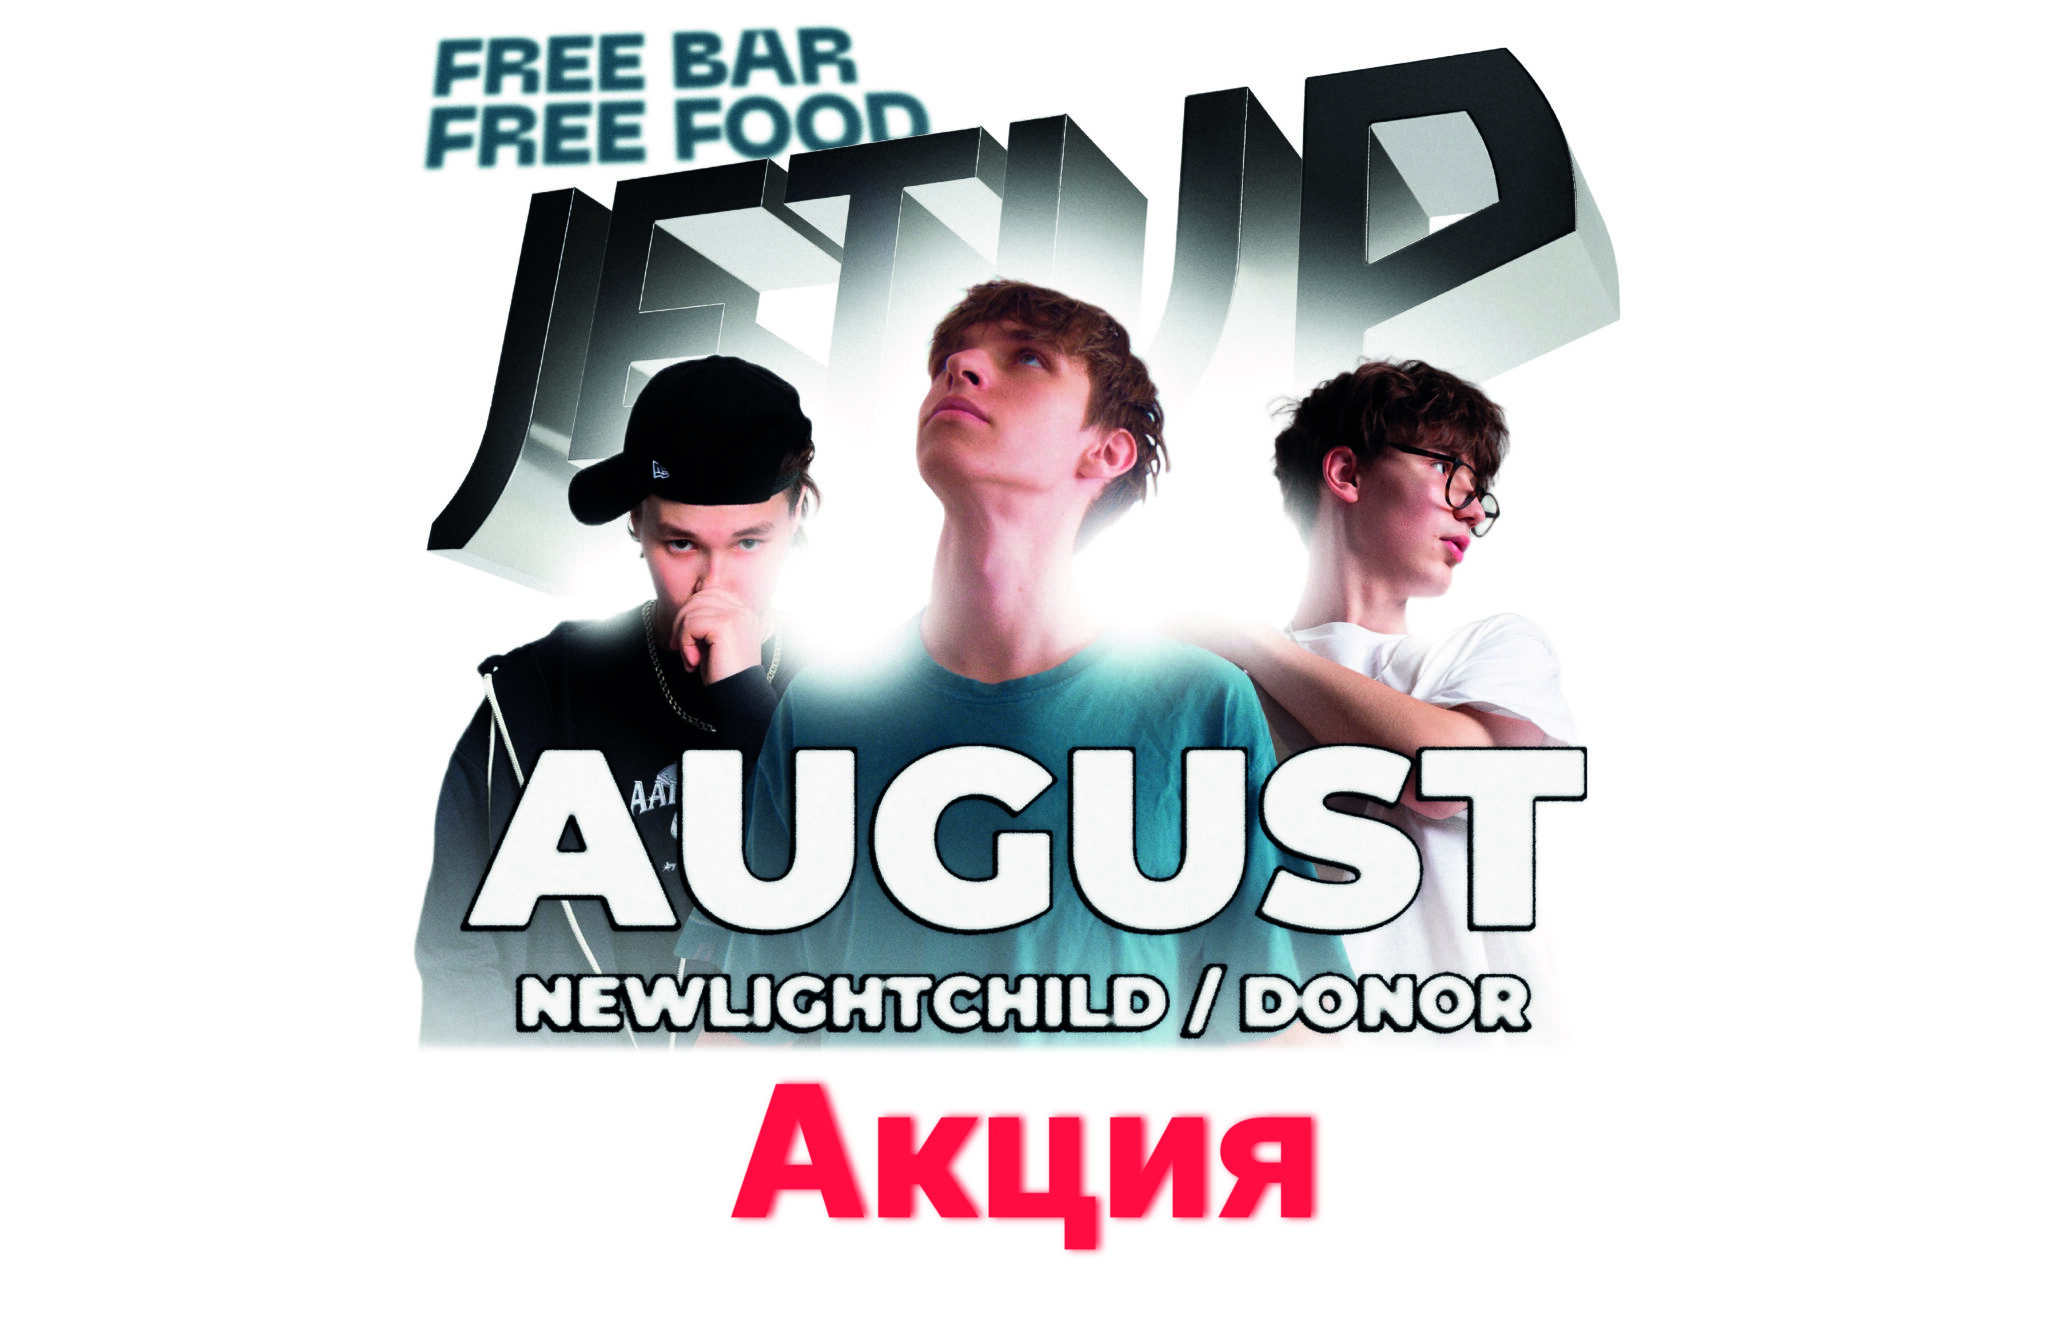 FREE BAR
FREE FOOD
JETUP
AUGUST
NEWLIGHTCHILD / DONOR
Акция